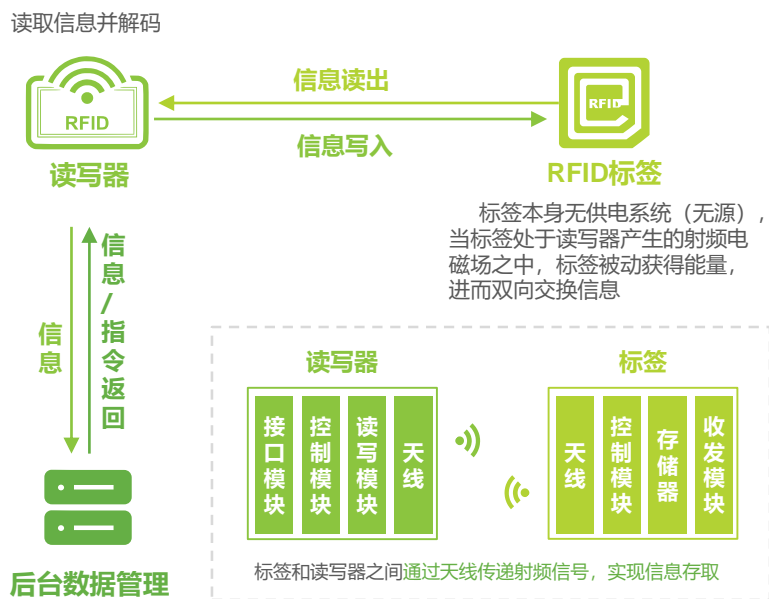 读取信息并解码
RFID
读写器
信息读出
信息写入
RFID
RFID标签
标签本身无供电系统（无源），
当标签处于读写器产生的射频电
磁场之中，标签被动获得能量，
进而双向交换信息
信息
信息/指令返回
后台数据管理
读写器
接口模块
控制模块
读写模块
天线
标签
天线
控制模块
存储器
收发模块
标签和读写器之间通过天线传递射频信号，实现信息存取